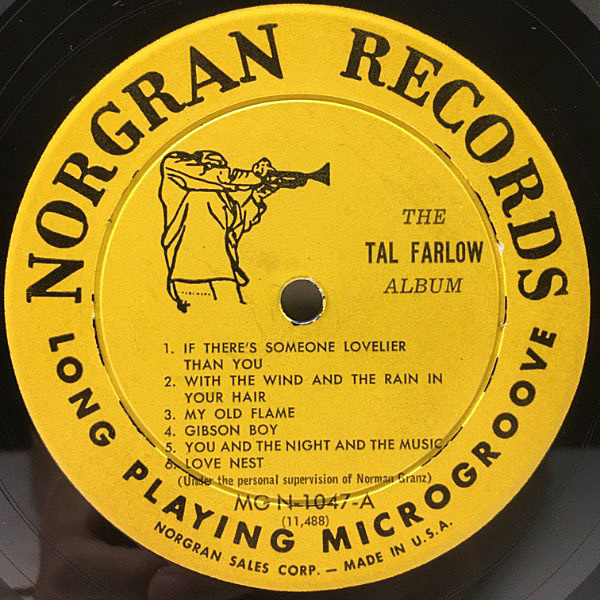 NORGRAN RECORDS
THE
TAL FARLOW
ALBUM
1. IF THERE'S SOMEONE LOVELIER
THAN YOU
2. WITH THE WIND AND THE RAIN IN
YOUR HAIR
3. MY OLD FLAME
4. GIBSON BOY
5. YOU AND THE NIGHT AND THE MUSIC
6. LOVE NEST
(Under the personal supervision of Norman Granz)
MG N-1047-A
(11,488)
LONG PLAYING MICROGROOVE
NORGRAN SALES CORP. — MADE IN U.S.A.